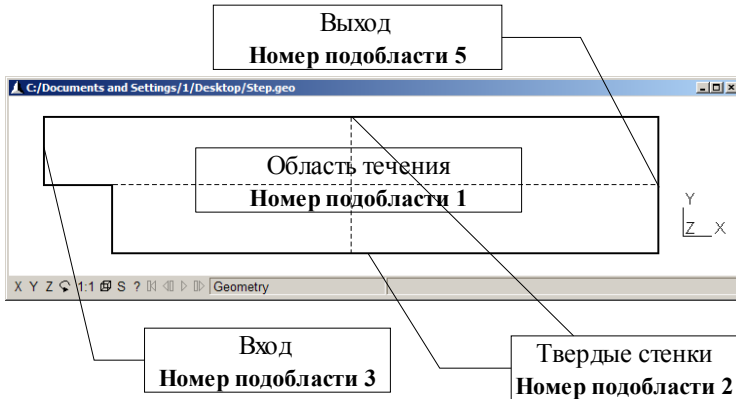 Выход
Номер подобласти 5
C:/Documents and Settings/1/Desktop/Step.geo
Область течения
Номер подобласти 1
Y
Z X
X Y Z 1:1 S ? Geometry
Вход
Номер подобласти 3
Твердые стенки
Номер подобласти 2